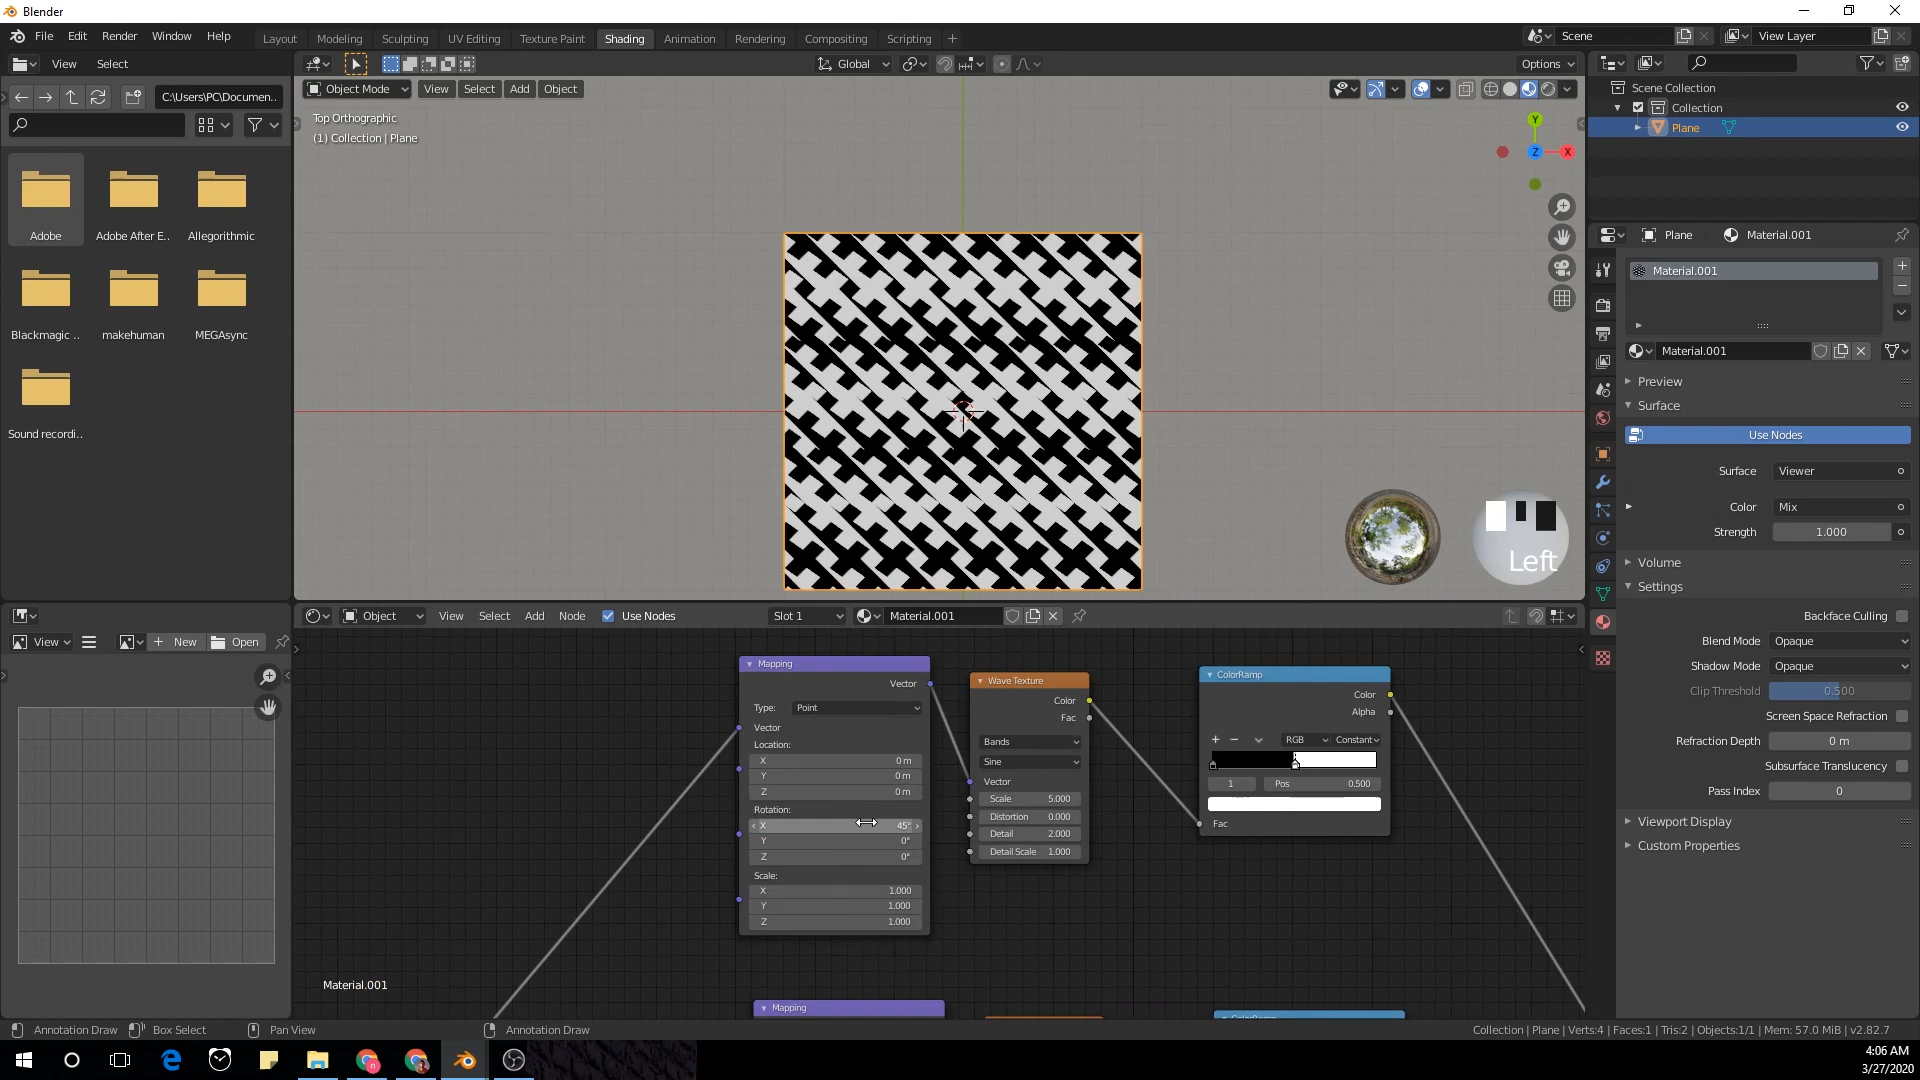 Blender
File Edit Render Window Help
Layout Modeling Sculpting UV Editing Texture Paint Shading Animation Rendering Compositing Scripting +
Scene
View Layer
View Select
Global
Options
C:\Users\PC\Documen..
Object Mode View Select Add Object
Top Orthographic
(1) Collection | Plane
Y
Z
X
Scene Collection
Collection
Plane
Adobe
Adobe After E..
Allegorithmic
Blackmagic ..
makehuman
MEGAsync
Sound recordi..
Left
Plane
Material.001
Material.001
Material.001
Preview
Surface
Use Nodes
Surface Viewer
Color Mix
Strength 1.000
Volume
Settings
Backface Culling
Blend Mode Opaque
Shadow Mode Opaque
Clip Threshold 0.500
Screen Space Refraction
Refraction Depth 0 m
Subsurface Translucency
Pass Index 0
Viewport Display
Custom Properties
View New Open
Object View Select Add Node Use Nodes Slot 1 Material.001
Mapping
Vector
Type: Point
Vector
Location:
X 0 m
Y 0 m
Z 0 m
Rotation:
X 45°
Y 0°
Z 0°
Scale:
X 1.000
Y 1.000
Z 1.000
Wave Texture
Color
Fac
Bands
Sine
Vector
Scale 5.000
Distortion 0.000
Detail 2.000
Detail Scale 1.000
ColorRamp
Color
Alpha
+ − RGB Constant
1 Pos 0.500
Fac
Material.001
Mapping
ColorRamp
Annotation Draw Box Select Pan View Annotation Draw
Collection | Plane | Verts:4 | Faces:1 | Tris:2 | Objects:1/1 | Mem: 57.0 MiB | v2.82.7
4:06 AM
3/27/2020